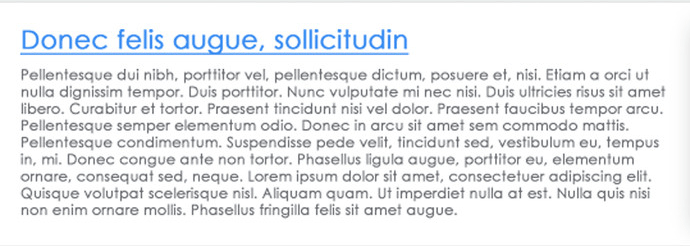 Donec felis augue, sollicitudin
Pellentesque dui nibh, porttitor vel, pellentesque dictum, posuere et, nisi. Etiam a orci ut
nulla dignissim tempor. Duis porttitor. Nunc vulputate mi nec nisi. Duis ultricies risus sit amet
libero. Curabitur et tortor. Praesent tincidunt nisi vel dolor. Praesent faucibus tempor arcu.
Pellentesque semper elementum odio. Donec in arcu sit amet sem commodo mattis.
Pellentesque condimentum. Suspendisse pede velit, tincidunt sed, vestibulum eu, tempus
in, mi. Donec congue ante non tortor. Phasellus ligula augue, porttitor eu, elementum
ornare, consequat sed, neque. Lorem ipsum dolor sit amet, consectetuer adipiscing elit.
Quisque volutpat scelerisque nisl. Aliquam quam. Ut imperdiet nulla at est. Nulla quis nisi
non enim ornare mollis. Phasellus fringilla felis sit amet augue.